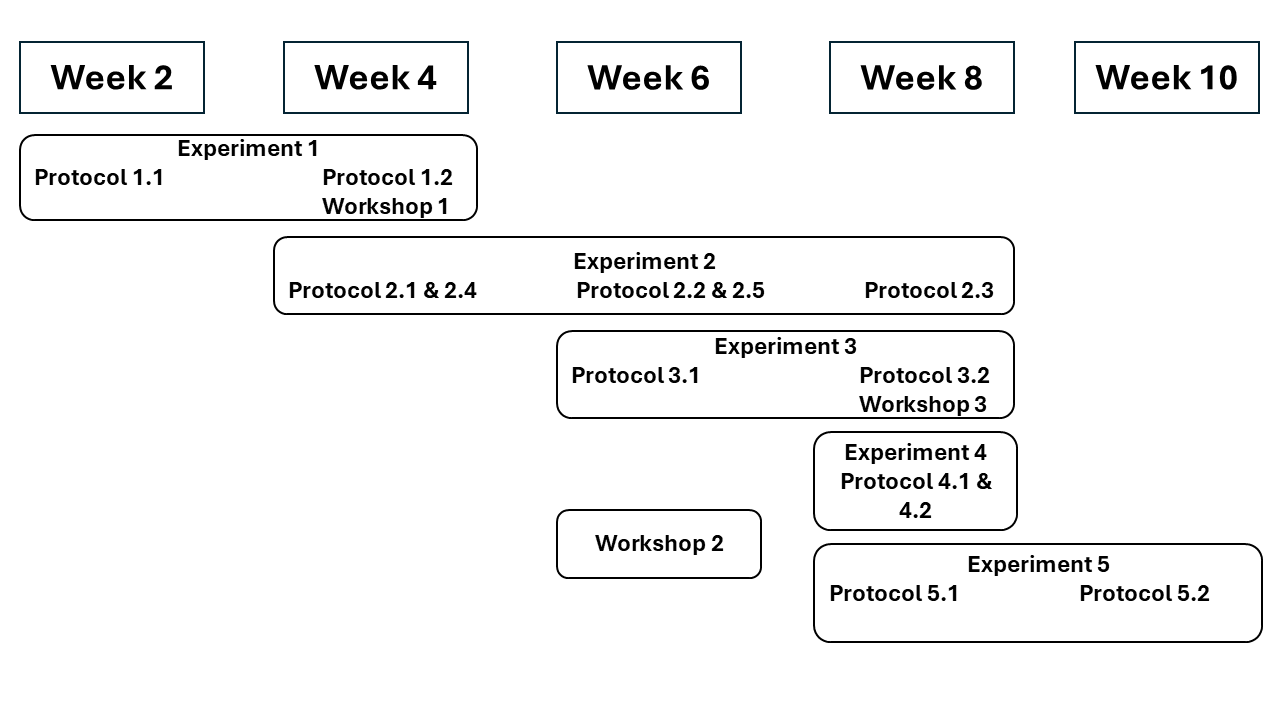 Week 2
Week 4
Week 6
Week 8
Week 10
Experiment 1
Protocol 1.1
Protocol 1.2
Workshop 1
Experiment 2
Protocol 2.1 & 2.4
Protocol 2.2 & 2.5
Protocol 2.3
Experiment 3
Protocol 3.1
Protocol 3.2
Workshop 3
Experiment 4
Protocol 4.1 &
4.2
Workshop 2
Experiment 5
Protocol 5.1
Protocol 5.2